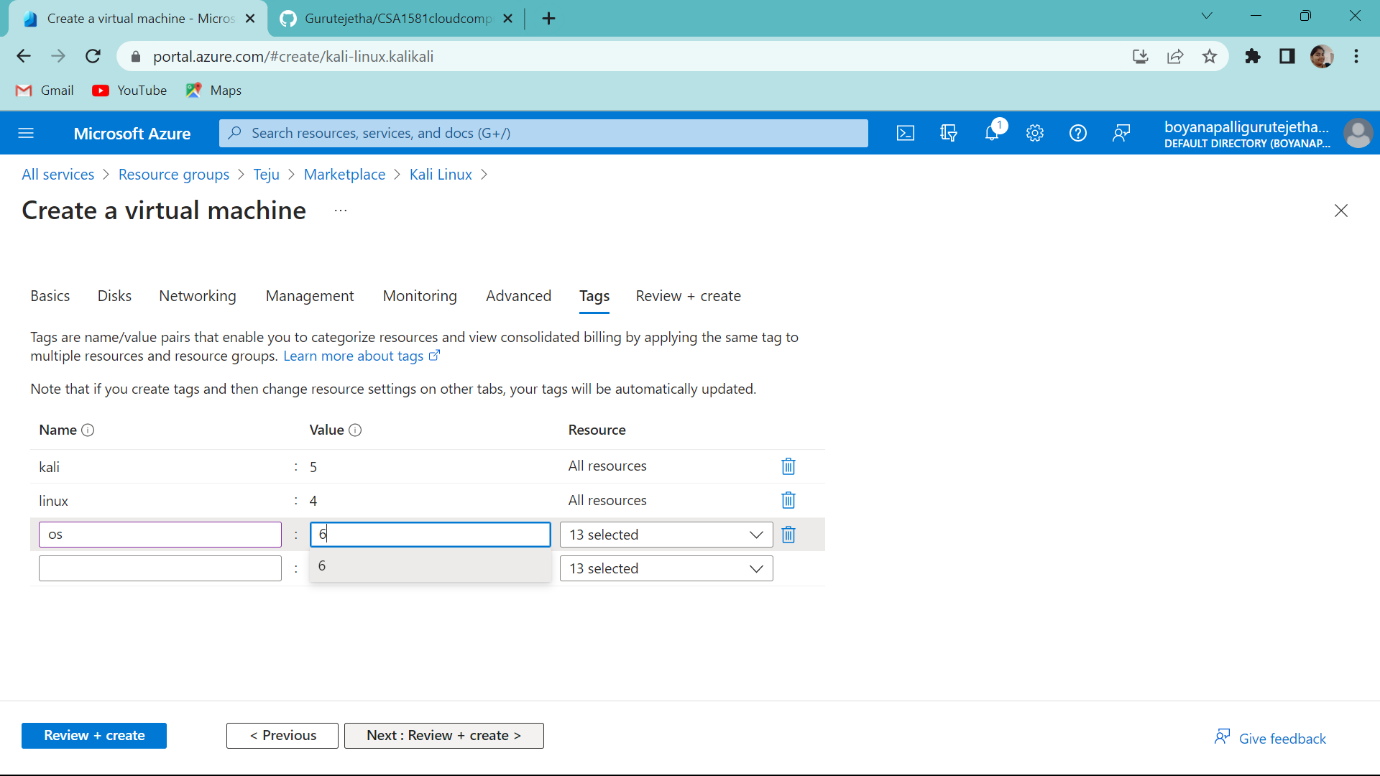 Create a virtual machine - Micros
Gurutejetha/CSA1581cloudcomp
portal.azure.com/#create/kali-linux.kalikali
Gmail YouTube Maps
Microsoft Azure
Search resources, services, and docs (G+/)
1
boyanapalligurutejetha...
DEFAULT DIRECTORY (BOYANAP...
All services > Resource groups > Teju > Marketplace > Kali Linux >
Create a virtual machine ...
Basics Disks Networking Management Monitoring Advanced Tags Review + create
Tags are name/value pairs that enable you to categorize resources and view consolidated billing by applying the same tag to
multiple resources and resource groups. Learn more about tags
Note that if you create tags and then change resource settings on other tabs, your tags will be automatically updated.
Name Value Resource
kali : 5 All resources
linux : 4 All resources
os : 6 13 selected
: 6 13 selected
Review + create < Previous Next : Review + create > Give feedback